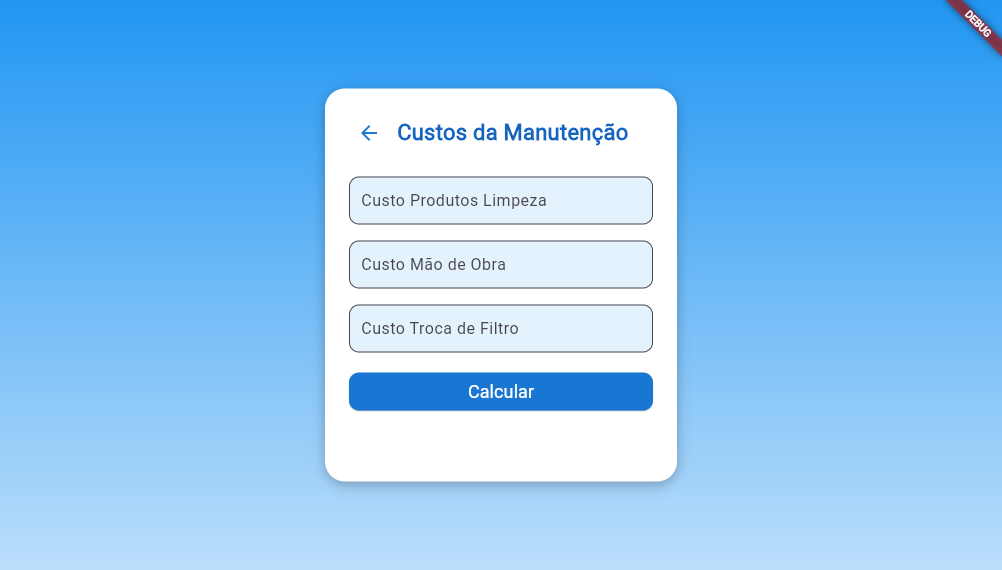 DEBUG
Custos da Manutenção
Custo Produtos Limpeza
Custo Mão de Obra
Custo Troca de Filtro
Calcular